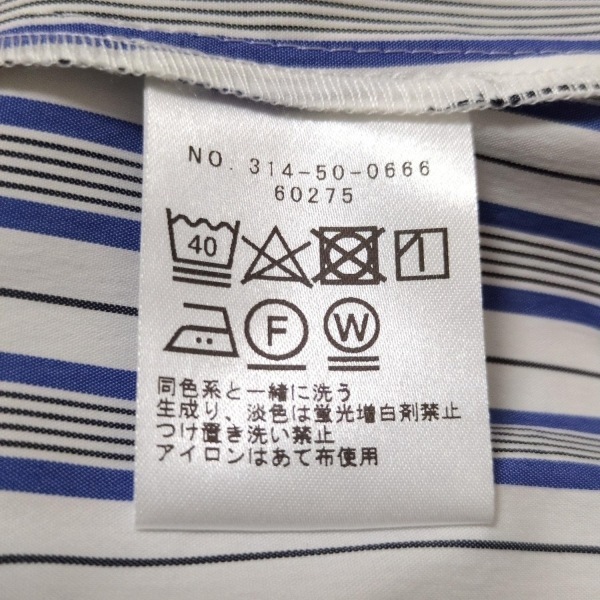 NO. 314-50-0666
60275
40
F W
同色系と一緒に洗う
生成り、淡色は蛍光増白剤禁止
つけ置き洗い禁止
アイロンはあて布使用